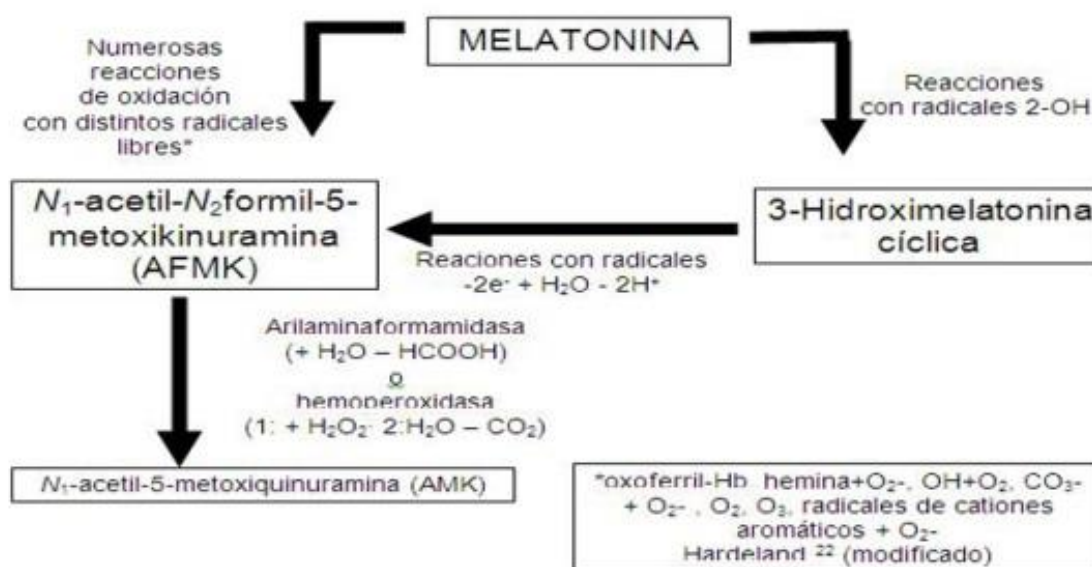 MELATONINA
Numerosas
reacciones
de oxidación
con distintos radicales
libres*
Reacciones
con radicales 2-OH
N₁-acetil-N₂formil-5-
metoxikinuramina
(AFMK)
3-Hidroximelatonina
cíclica
Reaciones con radicales
-2e⁻ + H₂O - 2H⁺
Arilaminaformamidasa
(+ H₂O – HCOOH)
o
hemoperoxidasa
(1: + H₂O₂ 2:H₂O – CO₂)
N₁-acetil-5-metoxiquinuramina (AMK)
*oxoferril-Hb hemina+O₂-, OH+O₂, CO₃-
+ O₂- , O₂, O₃, radicales de cationes
aromáticos + O₂-
Hardeland ²² (modificado)